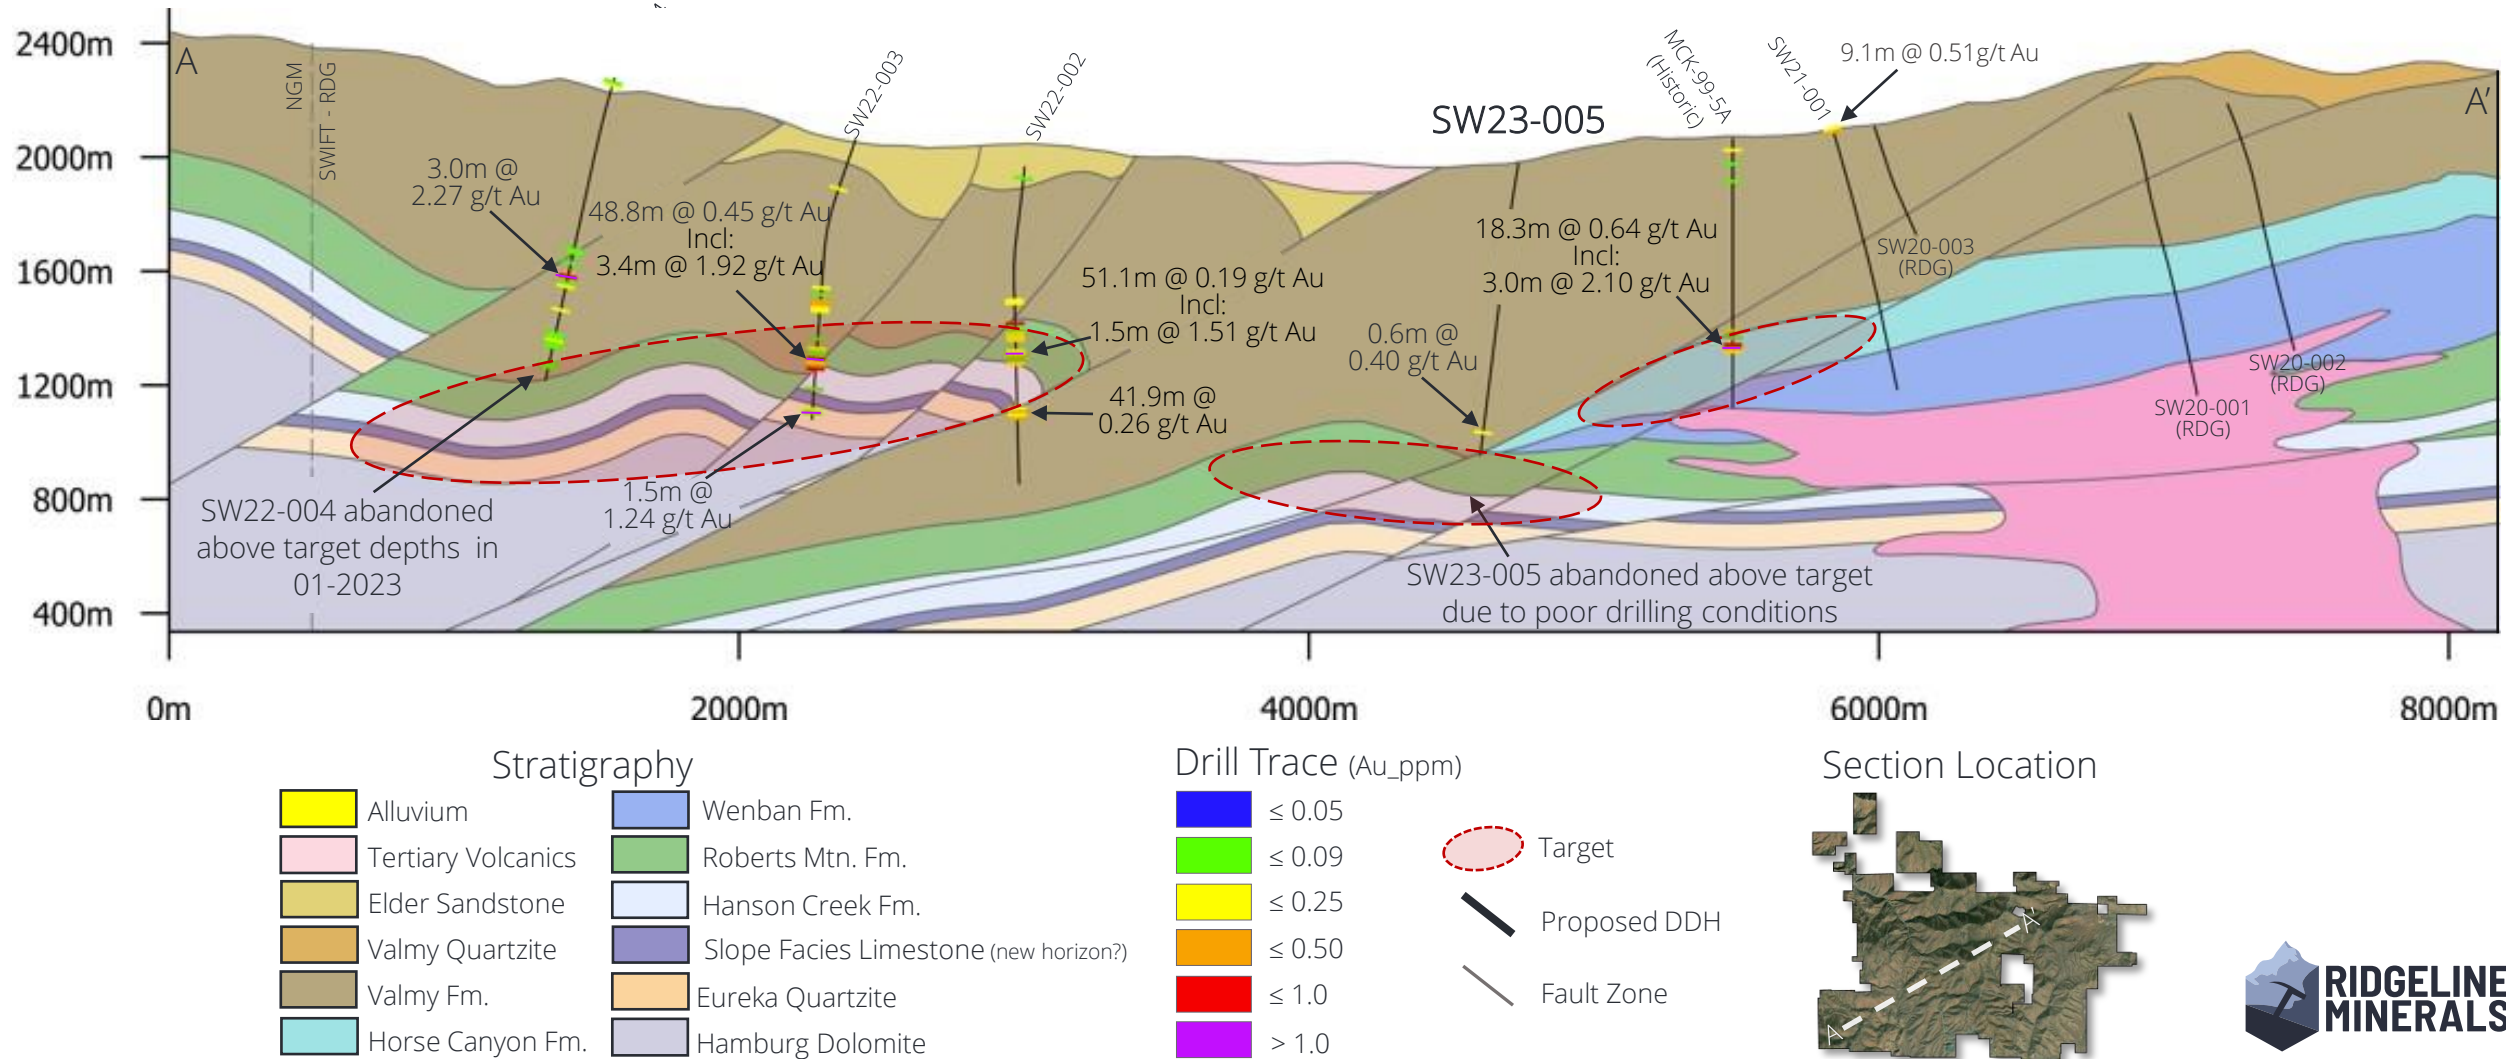 2400m
2000m
1600m
1200m
800m
400m
A
A'
NGM
SWIFT - RDG
SW22-003
SW22-002
SW23-005
MCK-99-5A
(Historic)
SW21-001
9.1m @ 0.51g/t Au
3.0m @
2.27 g/t Au
48.8m @ 0.45 g/t Au
Incl:
3.4m @ 1.92 g/t Au
51.1m @ 0.19 g/t Au
Incl:
1.5m @ 1.51 g/t Au
41.9m @
0.26 g/t Au
18.3m @ 0.64 g/t Au
Incl:
3.0m @ 2.10 g/t Au
0.6m @
0.40 g/t Au
SW20-003
(RDG)
SW20-002
(RDG)
SW20-001
(RDG)
1.5m @
1.24 g/t Au
SW22-004 abandoned
above target depths in
01-2023
SW23-005 abandoned above target
due to poor drilling conditions
0m
2000m
4000m
6000m
8000m
Stratigraphy
Alluvium
Tertiary Volcanics
Elder Sandstone
Valmy Quartzite
Valmy Fm.
Horse Canyon Fm.
Wenban Fm.
Roberts Mtn. Fm.
Hanson Creek Fm.
Slope Facies Limestone (new horizon?)
Eureka Quartzite
Hamburg Dolomite
Drill Trace (Au_ppm)
≤ 0.05
≤ 0.09
≤ 0.25
≤ 0.50
≤ 1.0
> 1.0
Target
Proposed DDH
Fault Zone
Section Location
A
A'
RIDGELINE
MINERALS